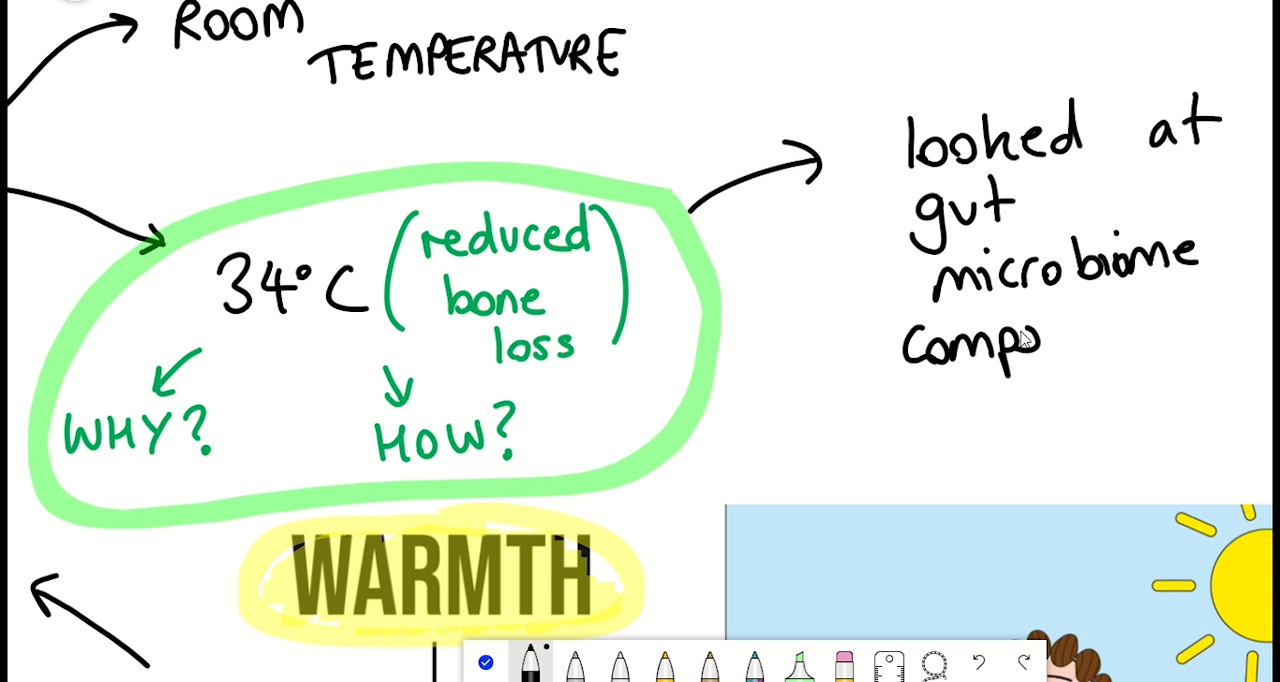 ROOM
TEMPERATURE
looked at
gut
microbiome
compo
34°C (reduced
bone
loss)
WHY?
HOW?
WARMTH